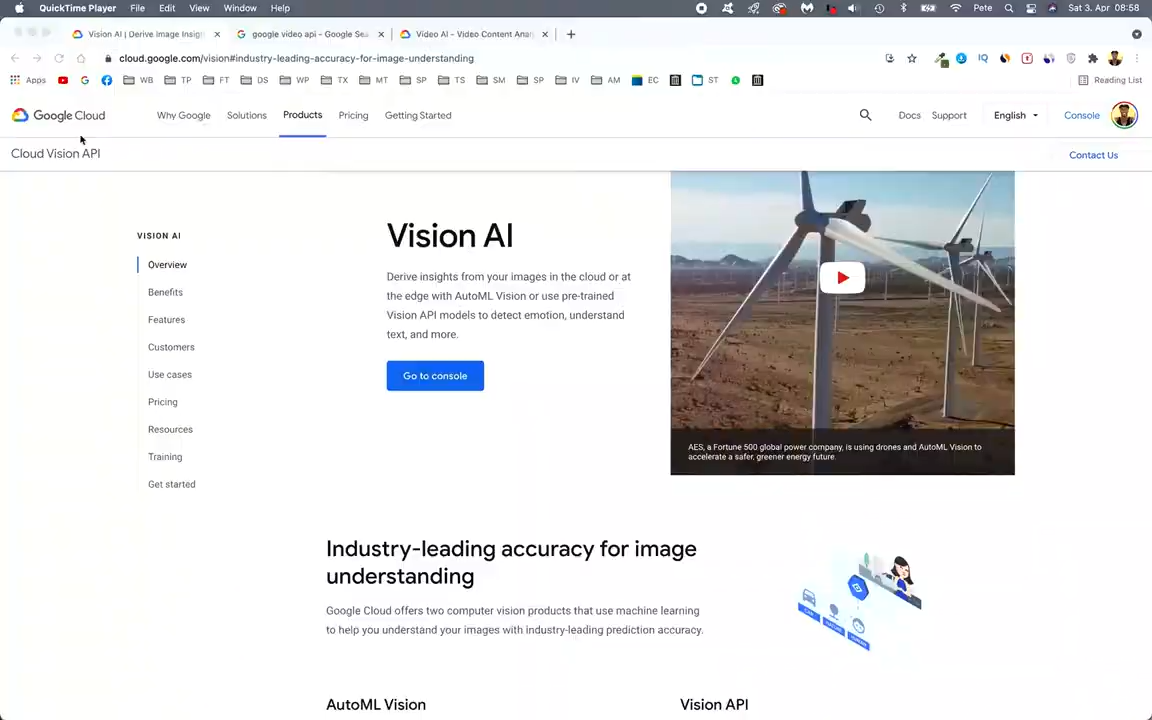 QuickTime Player File Edit View Window Help Pete Sat 3. Apr 08:58
Vision AI | Derive Image Insig google video api - Google Sea Video AI - Video Content Anal
cloud.google.com/vision#industry-leading-accuracy-for-image-understanding
Apps WB TP FT DS WP MT SP TS SM SP IV AM EC ST Reading List
Google Cloud Why Google Solutions Products Pricing Getting Started Docs Support English Console
Cloud Vision API Contact Us
VISION AI
Overview
Benefits
Features
Customers
Use cases
Pricing
Resources
Training
Get started
Vision AI
Derive insights from your images in the cloud or at
the edge with AutoML Vision or use pre-trained
Vision API models to detect emotion, understand
text, and more.
Go to console
AES, a Fortune 500 global power company, is using drones and AutoML Vision to
accelerate a safer, greener energy future.
Industry-leading accuracy for image
understanding
Google Cloud offers two computer vision products that use machine learning
to help you understand your images with industry-leading prediction accuracy.
AutoML Vision Vision API